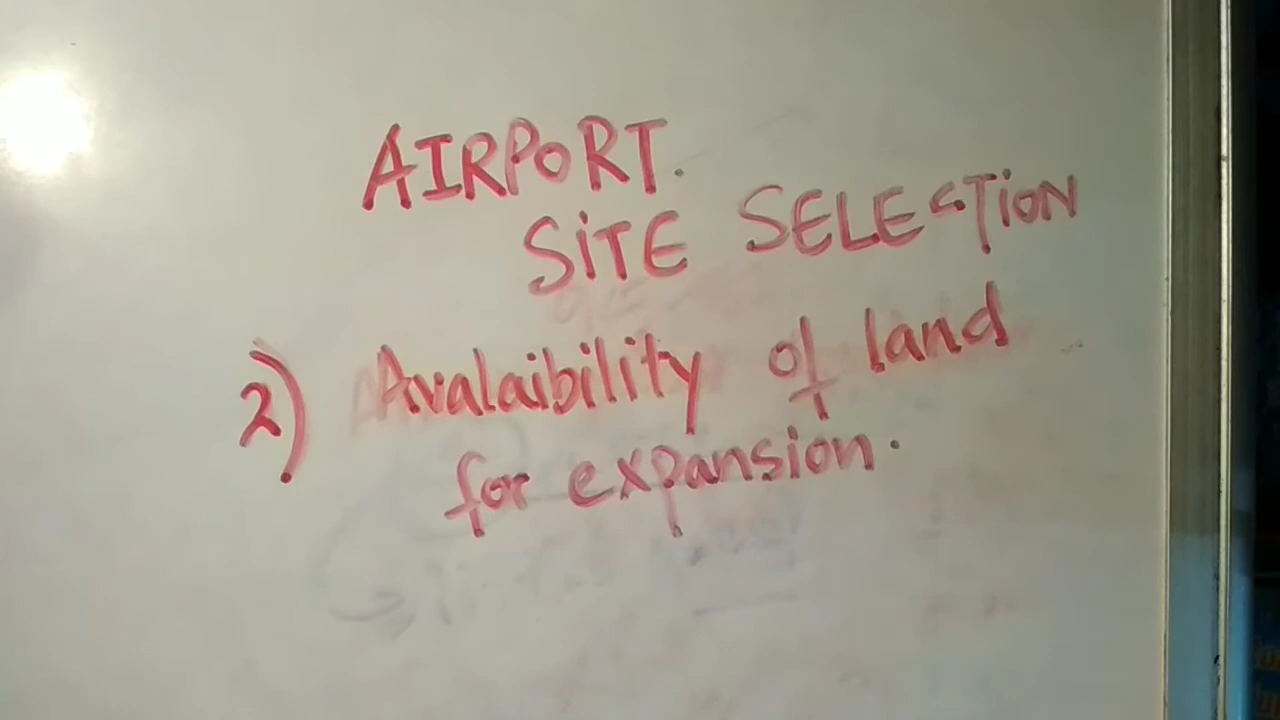 AIRPORT.
SITE SELECTION
2) Avalaibility of land
for expansion.